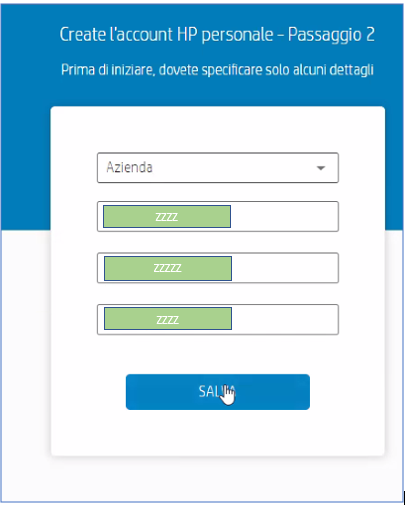 Create l'account HP personale - Passaggio 2
Prima di iniziare, dovete specificare solo alcuni dettagli
Azienda
zzzz
zzzzz
zzzz